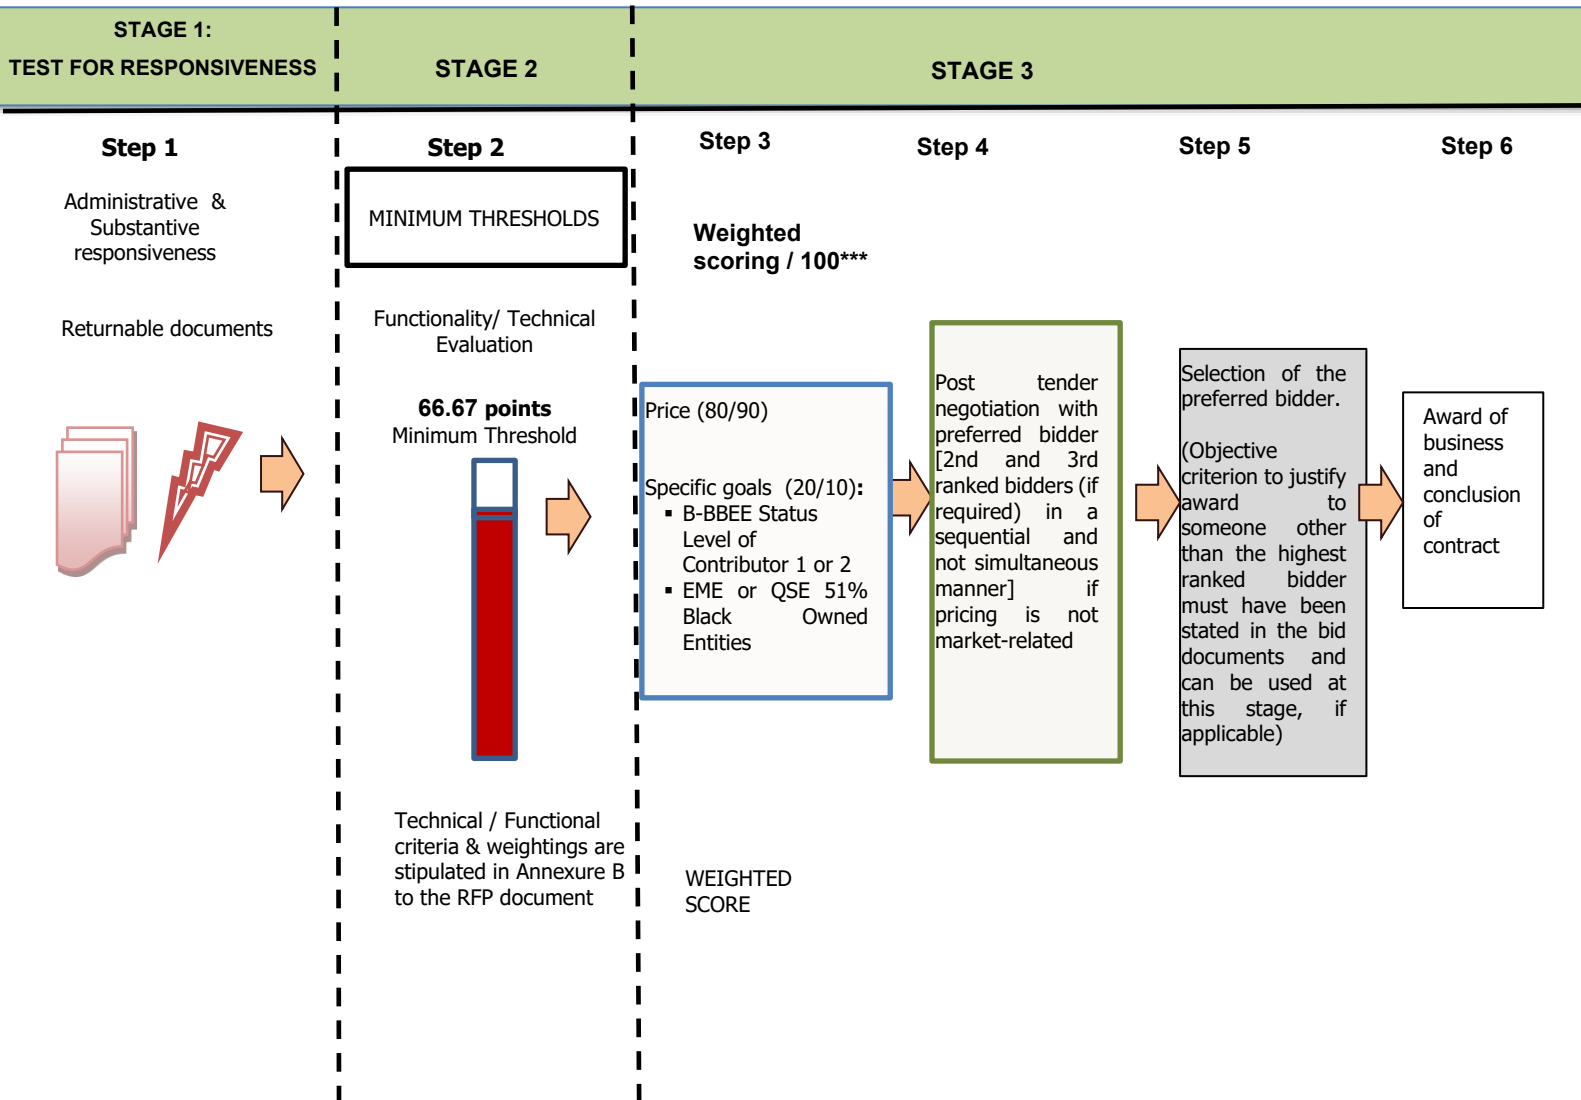 STAGE 1:
TEST FOR RESPONSIVENESS
STAGE 2
STAGE 3
Step 1
Administrative &
Substantive
responsiveness
Returnable documents
Step 2
MINIMUM THRESHOLDS
Functionality/ Technical
Evaluation
66.67 points
Minimum Threshold
Technical / Functional
criteria & weightings are
stipulated in Annexure B
to the RFP document
Step 3
Weighted
scoring / 100***
Price (80/90)
Specific goals (20/10):
▪ B-BBEE Status
Level of
Contributor 1 or 2
▪ EME or QSE 51%
Black Owned
Entities
WEIGHTED
SCORE
Step 4
Post tender
negotiation with
preferred bidder
[2nd and 3rd
ranked bidders (if
required) in a
sequential and
not simultaneous
manner] if
pricing is not
market-related
Step 5
Selection of the
preferred bidder.
(Objective
criterion to justify
award to
someone other
than the highest
ranked bidder
must have been
stated in the bid
documents and
can be used at
this stage, if
applicable)
Step 6
Award of
business
and
conclusion
of
contract